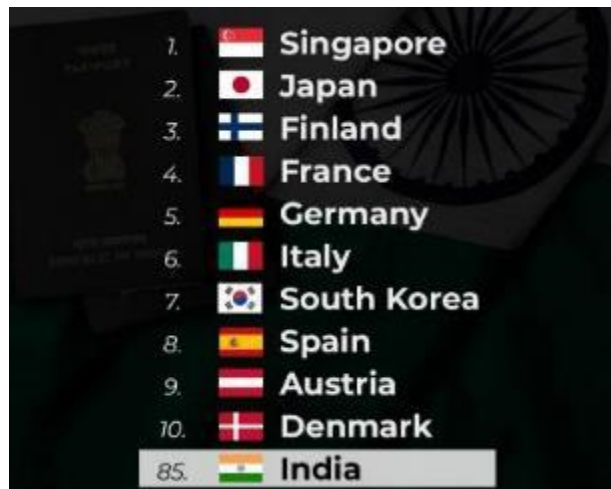 1. Singapore
2. Japan
3. Finland
4. France
5. Germany
6. Italy
7. South Korea
8. Spain
9. Austria
10. Denmark
85. India